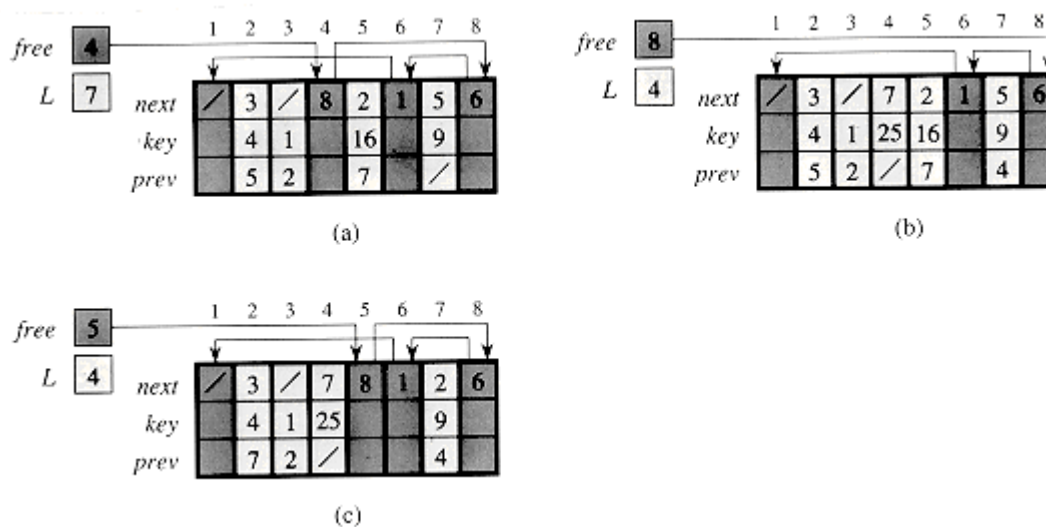 1 2 3 4 5 6 7 8
free 4
L 7
next / 3 / 8 2 1 5 6
key 4 1 16 9
prev 5 2 7 /
(a)
1 2 3 4 5 6 7 8
free 8
L 4
next / 3 / 7 2 1 5 6
key 4 1 25 16 9
prev 5 2 / 7 4
(b)
1 2 3 4 5 6 7 8
free 5
L 4
next / 3 / 7 8 1 2 6
key 4 1 25 9
prev 7 2 / 4
(c)